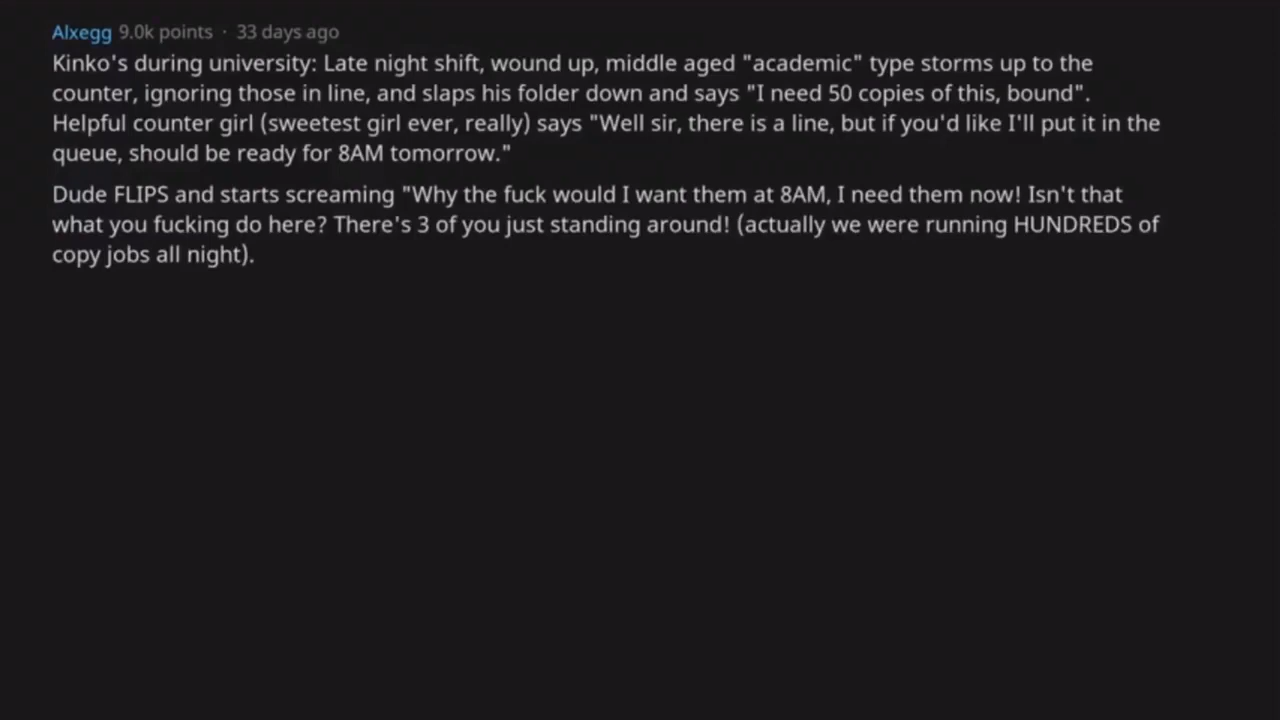 Alxegg 9.0k points · 33 days ago
Kinko's during university: Late night shift, wound up, middle aged "academic" type storms up to the
counter, ignoring those in line, and slaps his folder down and says "I need 50 copies of this, bound".
Helpful counter girl (sweetest girl ever, really) says "Well sir, there is a line, but if you'd like I'll put it in the
queue, should be ready for 8AM tomorrow."
Dude FLIPS and starts screaming "Why the fuck would I want them at 8AM, I need them now! Isn't that
what you fucking do here? There's 3 of you just standing around! (actually we were running HUNDREDS of
copy jobs all night).